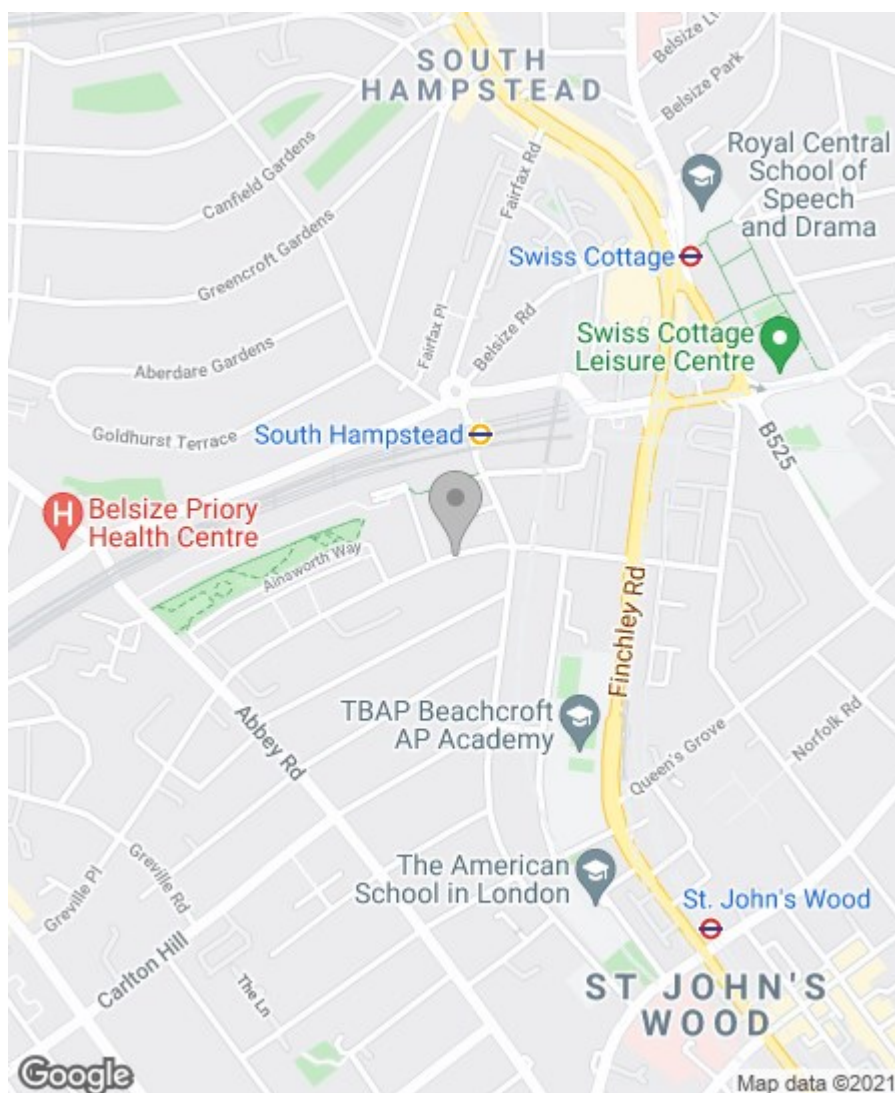 SOUTH
HAMPSTEAD
Belsize Ln
Belsize Park
Royal Central
School of
Speech
and Drama
Canfield Gardens
Fairfax Rd
Greencroft Gardens
Swiss Cottage
Fairfax Pl
Belsize Rd
Swiss Cottage
Leisure Centre
Aberdare Gardens
Goldhurst Terrace
South Hampstead
B525
H
Belsize Priory
Health Centre
Ainsworth Way
Finchley Rd
TBAP Beachcroft
AP Academy
Abbey Rd
Queen's Grove
Norfolk Rd
Greville Pl
Greville Rd
The American
School in London
St. John's Wood
Carlton Hill
The Ln
ST JOHN'S
WOOD
Google
Map data ©2021